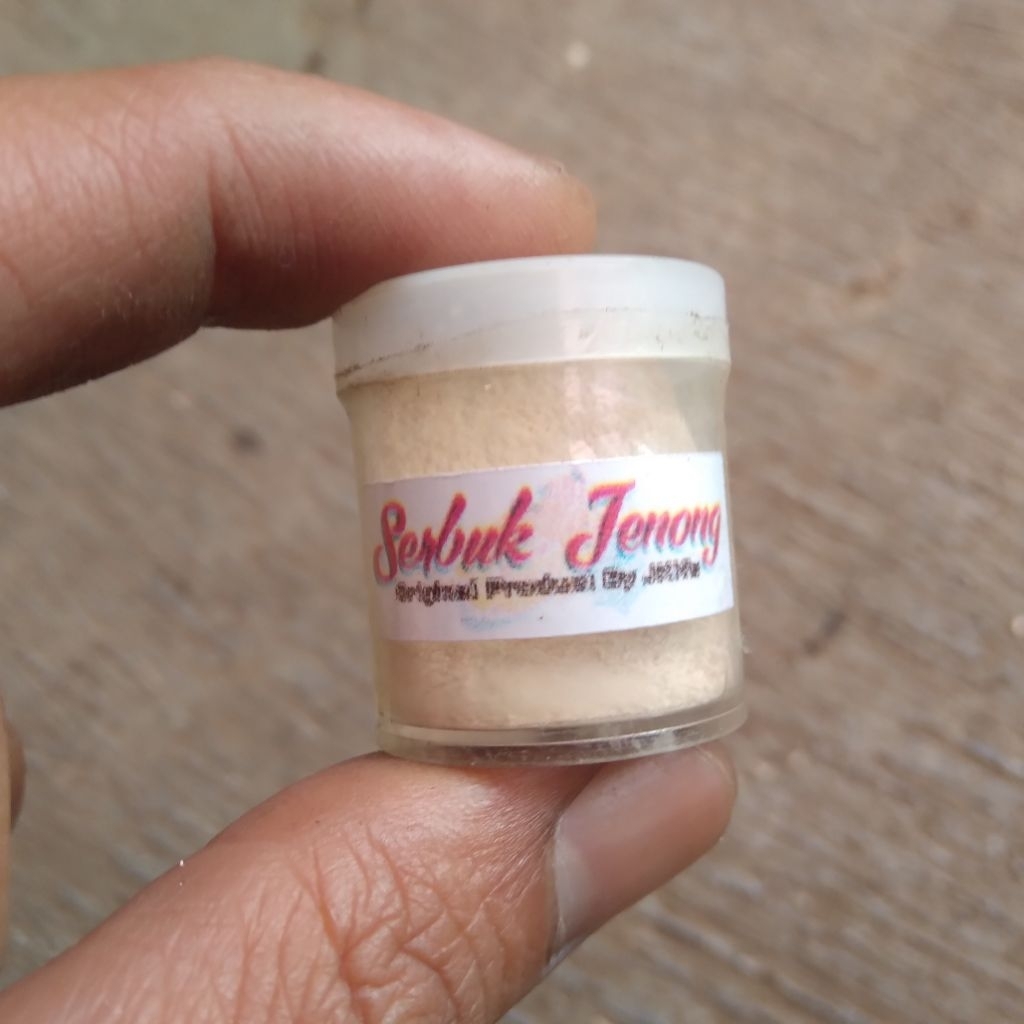 Serbuk Jenong
Original Product By